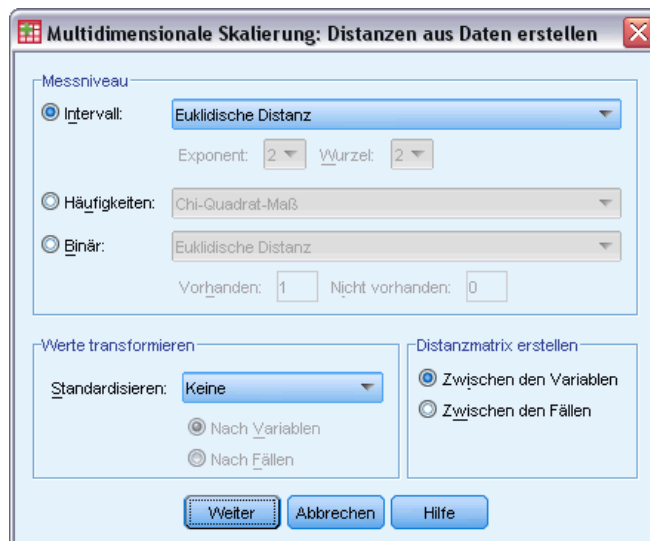 Multidimensionale Skalierung: Distanzen aus Daten erstellen
Messniveau
Intervall: Euklidische Distanz
Exponent: 2 Wurzel: 2
Häufigkeiten: Chi-Quadrat-Maß
Binär: Euklidische Distanz
Vorhanden: 1 Nicht vorhanden: 0
Werte transformieren
Standardisieren: Keine
Nach Variablen
Nach Fällen
Distanzmatrix erstellen
Zwischen den Variablen
Zwischen den Fällen
Weiter Abbrechen Hilfe